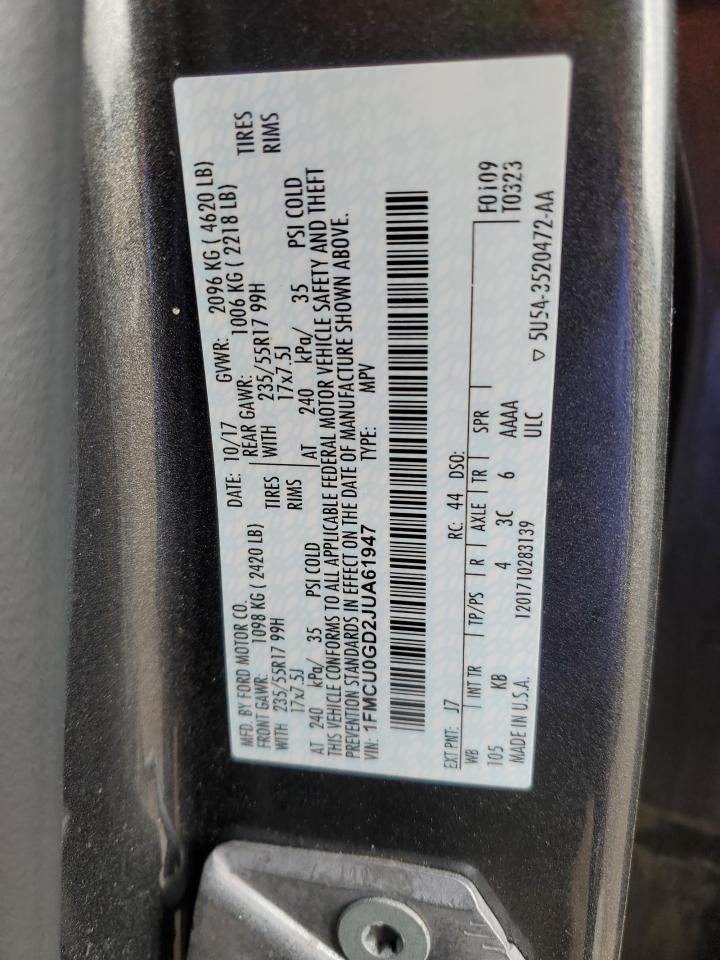 MFD. BY FORD MOTOR CO.
DATE: 10/17 GVWR: 2096 KG ( 4620 LB)
FRONT GAWR: 1098 KG ( 2420 LB) REAR GAWR: 1006 KG ( 2218 LB)
WITH 235/55R17 99H TIRES WITH 235/55R17 99H TIRES
17x7.5J RIMS 17x7.5J RIMS
AT 240 kPa/ 35 PSI COLD AT 240 kPa/ 35 PSI COLD
THIS VEHICLE CONFORMS TO ALL APPLICABLE FEDERAL MOTOR VEHICLE SAFETY AND THEFT
PREVENTION STANDARDS IN EFFECT ON THE DATE OF MANUFACTURE SHOWN ABOVE.
VIN: 1FMCU0GD2JUA61947 TYPE: MPV
EXT PNT: J7 RC: 44 DSO: F0i09
WB INT TR TP/PS R AXLE TR SPR T0323
105 KB 4 3C 6 AAAA
MADE IN U.S.A. 1201710283139 ULC ▽ 5U54-3520472-AA